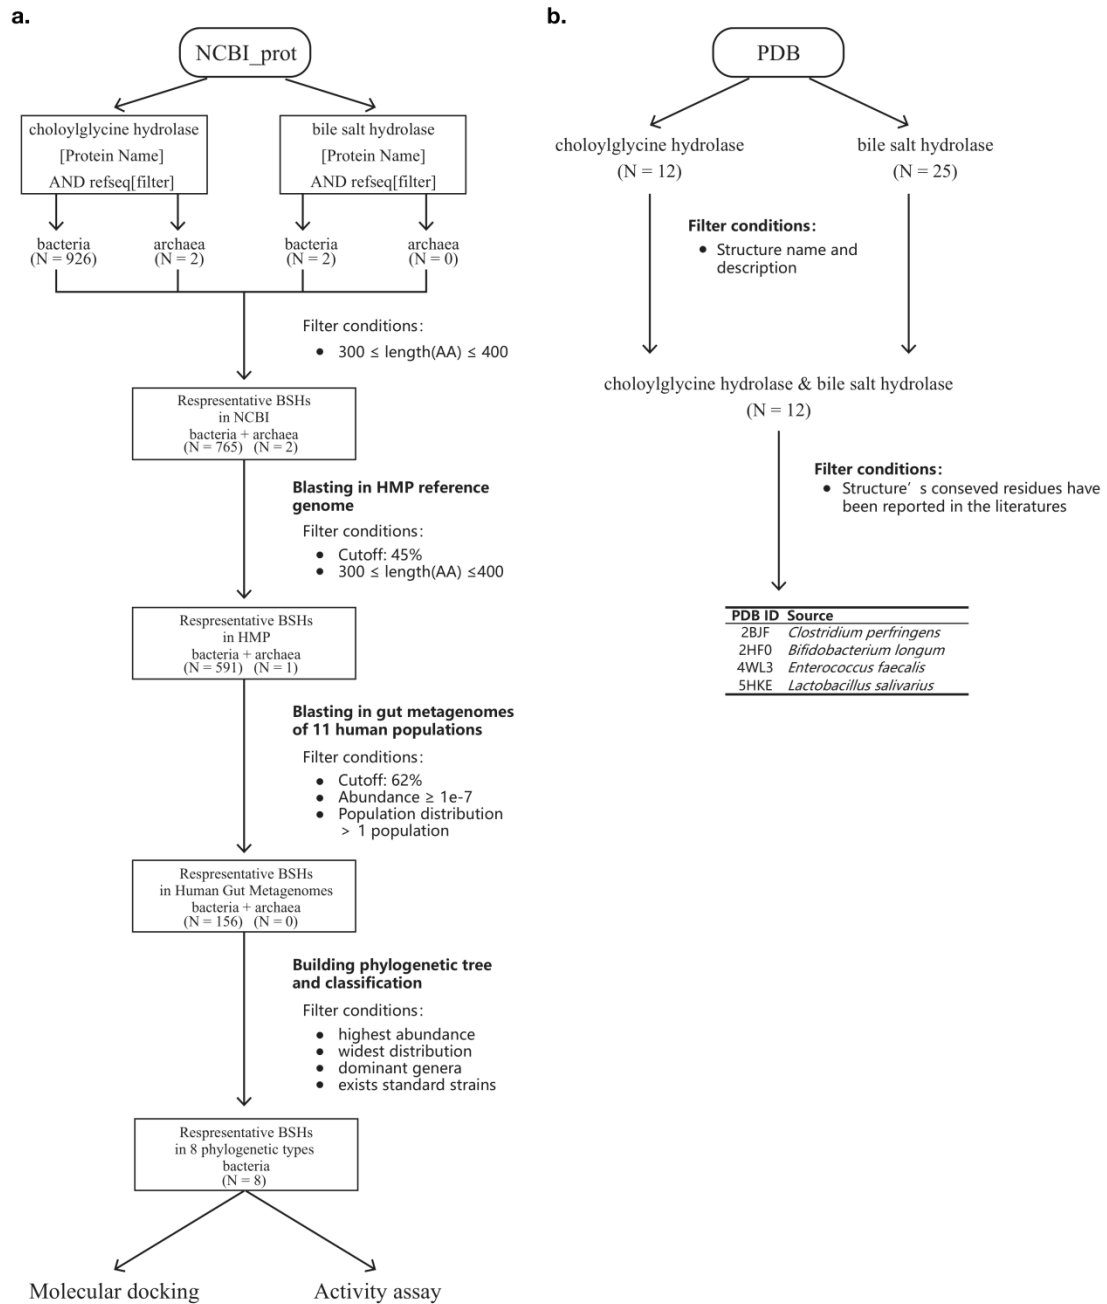 a.
NCBI_prot
choloylglycine hydrolase
[Protein Name]
AND refseq[filter]
bile salt hydrolase
[Protein Name]
AND refseq[filter]
bacteria
(N = 926)
archaea
(N = 2)
bacteria
(N = 2)
archaea
(N = 0)
Filter conditions:
• 300 ≤ length(AA) ≤ 400
Respresentative BSHs
in NCBI
bacteria + archaea
(N = 765) (N = 2)
Blasting in HMP reference
genome
Filter conditions:
• Cutoff: 45%
• 300 ≤ length(AA) ≤400
Respresentative BSHs
in HMP
bacteria + archaea
(N = 591) (N = 1)
Blasting in gut metagenomes
of 11 human populations
Filter conditions:
• Cutoff: 62%
• Abundance ≥ 1e-7
• Population distribution
> 1 population
Respresentative BSHs
in Human Gut Metagenomes
bacteria + archaea
(N = 156) (N = 0)
Building phylogenetic tree
and classification
Filter conditions:
• highest abundance
• widest distribution
• dominant genera
• exists standard strains
Respresentative BSHs
in 8 phylogenetic types
bacteria
(N = 8)
Molecular docking
Activity assay
b.
PDB
choloylglycine hydrolase
(N = 12)
bile salt hydrolase
(N = 25)
Filter conditions:
• Structure name and
description
choloylglycine hydrolase & bile salt hydrolase
(N = 12)
Filter conditions:
• Structure' s conseved residues have
been reported in the literatures
PDB ID Source
2BJF Clostridium perfringens
2HF0 Bifidobacterium longum
4WL3 Enterococcus faecalis
5HKE Lactobacillus salivarius